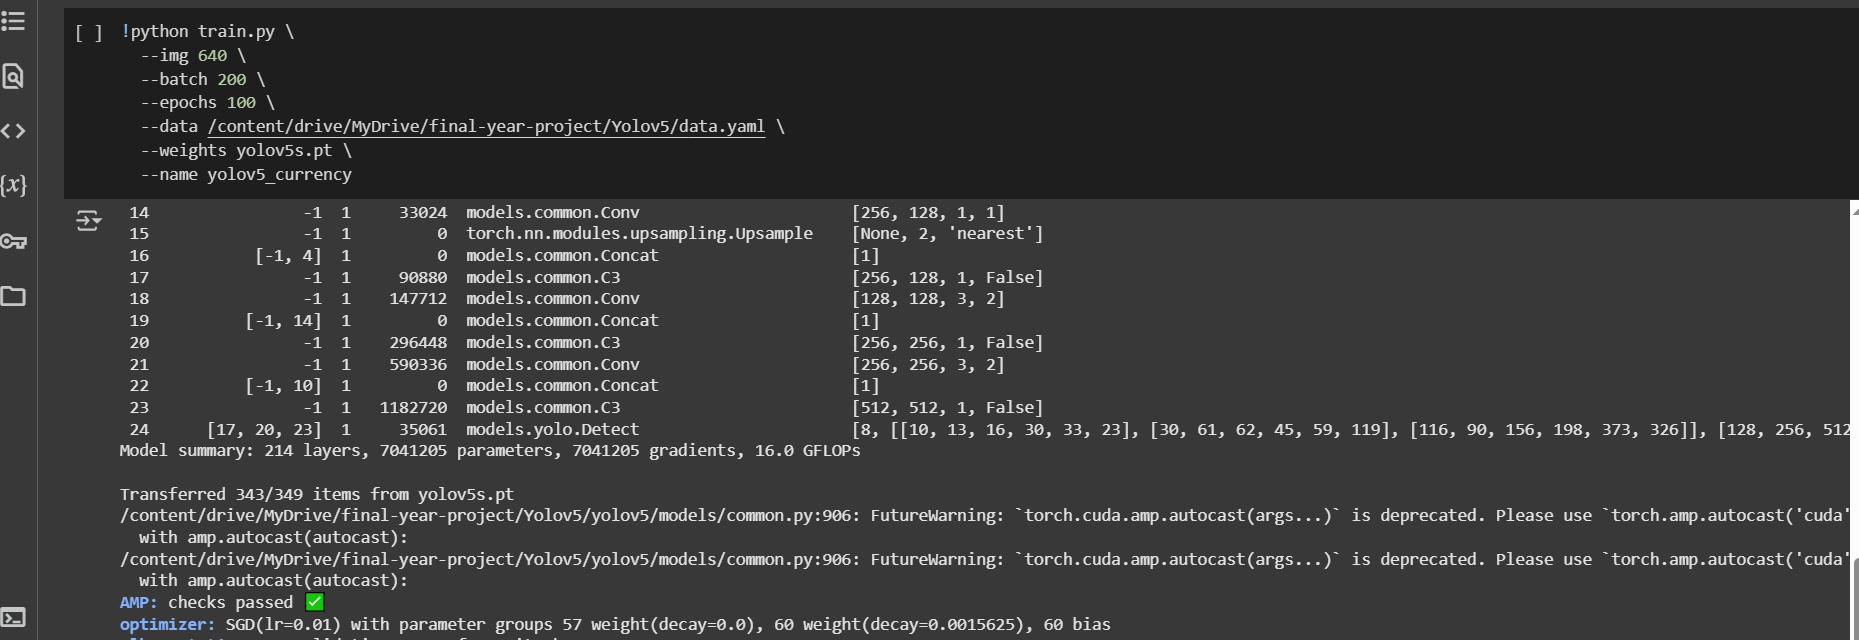 [ ] !python train.py \
--img 640 \
--batch 200 \
--epochs 100 \
--data /content/drive/MyDrive/final-year-project/Yolov5/data.yaml \
--weights yolov5s.pt \
--name yolov5_currency
14 -1 1 33024 models.common.Conv [256, 128, 1, 1]
15 -1 1 0 torch.nn.modules.upsampling.Upsample [None, 2, 'nearest']
16 [-1, 4] 1 0 models.common.Concat [1]
17 -1 1 90880 models.common.C3 [256, 128, 1, False]
18 -1 1 147712 models.common.Conv [128, 128, 3, 2]
19 [-1, 14] 1 0 models.common.Concat [1]
20 -1 1 296448 models.common.C3 [256, 256, 1, False]
21 -1 1 590336 models.common.Conv [256, 256, 3, 2]
22 [-1, 10] 1 0 models.common.Concat [1]
23 -1 1 1182720 models.common.C3 [512, 512, 1, False]
24 [17, 20, 23] 1 35061 models.yolo.Detect [8, [[10, 13, 16, 30, 33, 23], [30, 61, 62, 45, 59, 119], [116, 90, 156, 198, 373, 326]], [128, 256, 512
Model summary: 214 layers, 7041205 parameters, 7041205 gradients, 16.0 GFLOPs
Transferred 343/349 items from yolov5s.pt
/content/drive/MyDrive/final-year-project/Yolov5/yolov5/models/common.py:906: FutureWarning: `torch.cuda.amp.autocast(args...)` is deprecated. Please use `torch.amp.autocast('cuda'
with amp.autocast(autocast):
/content/drive/MyDrive/final-year-project/Yolov5/yolov5/models/common.py:906: FutureWarning: `torch.cuda.amp.autocast(args...)` is deprecated. Please use `torch.amp.autocast('cuda'
with amp.autocast(autocast):
AMP: checks passed ✅
optimizer: SGD(lr=0.01) with parameter groups 57 weight(decay=0.0), 60 weight(decay=0.0015625), 60 bias